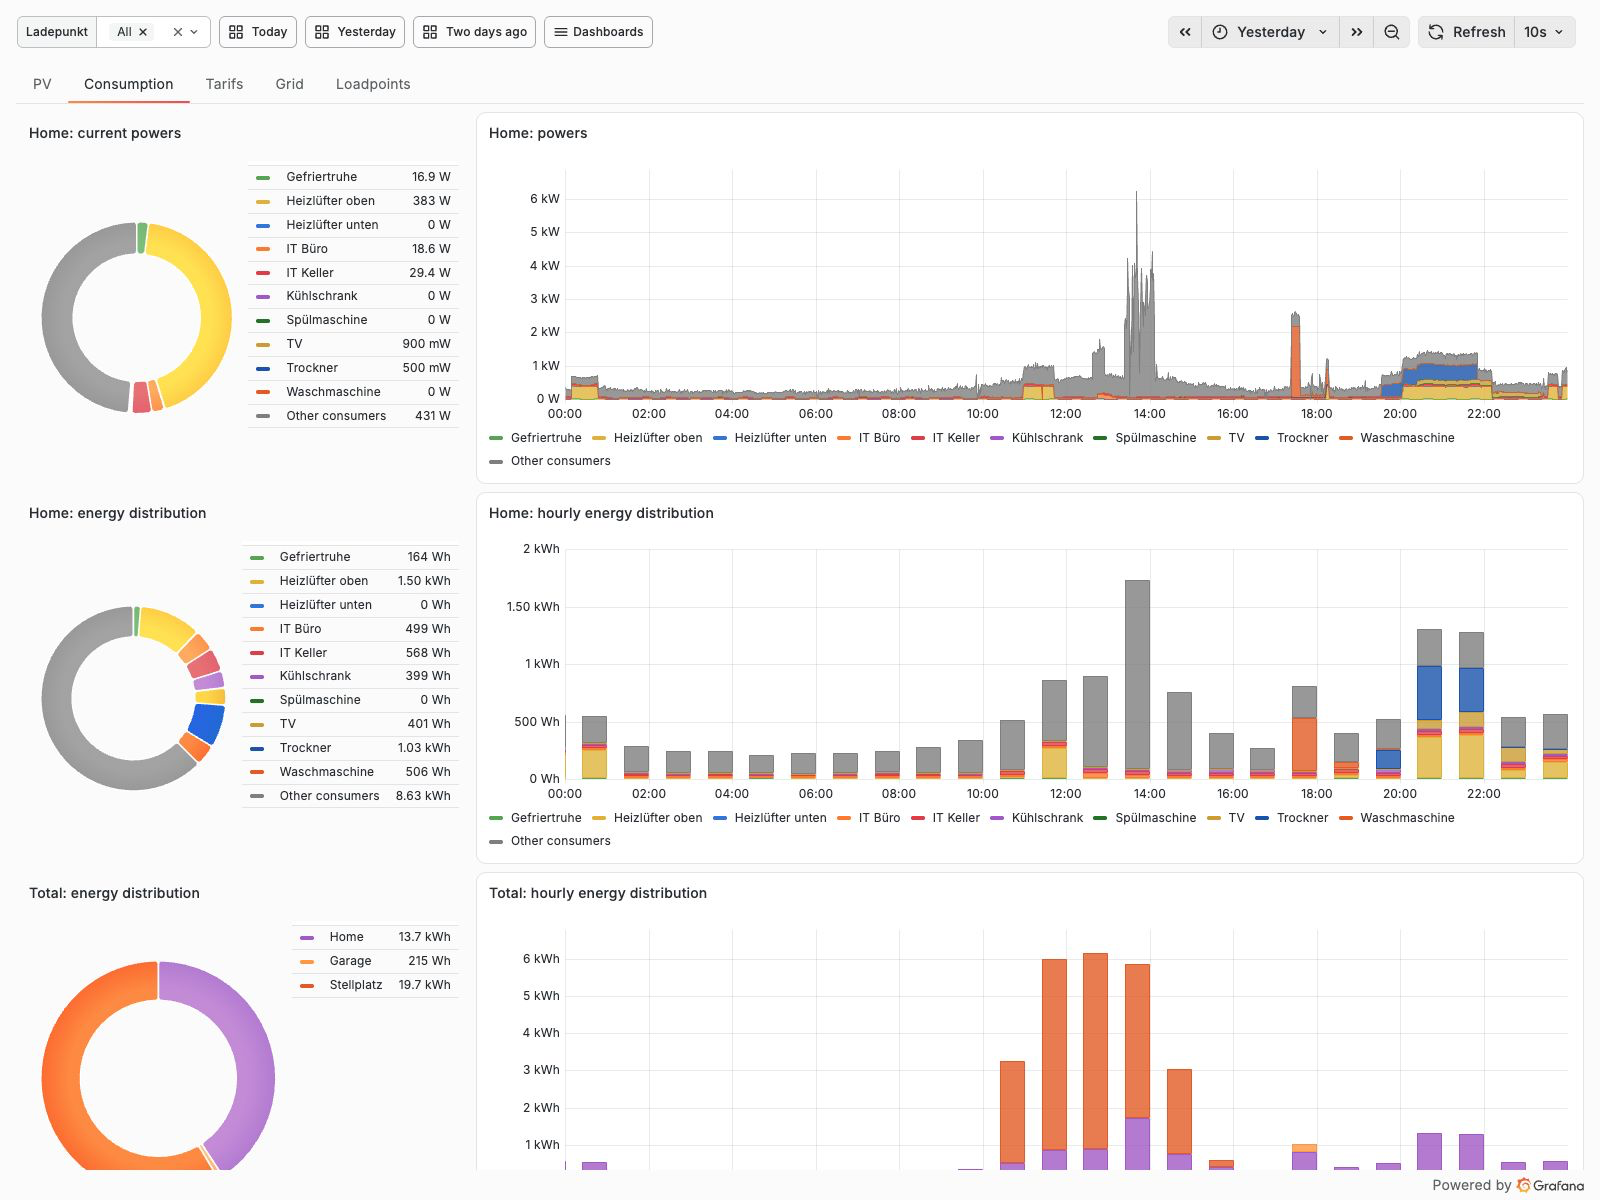 Ladepunkt All Today Yesterday Two days ago Dashboards Yesterday Refresh 10s
PV Consumption Tarifs Grid Loadpoints
Home: current powers
Gefriertruhe 16.9 W
Heizlüfter oben 383 W
Heizlüfter unten 0 W
IT Büro 18.6 W
IT Keller 29.4 W
Kühlschrank 0 W
Spülmaschine 0 W
TV 900 mW
Trockner 500 mW
Waschmaschine 0 W
Other consumers 431 W
Home: powers
6 kW
5 kW
4 kW
3 kW
2 kW
1 kW
0 W
00:00 02:00 04:00 06:00 08:00 10:00 12:00 14:00 16:00 18:00 20:00 22:00
Gefriertruhe Heizlüfter oben Heizlüfter unten IT Büro IT Keller Kühlschrank Spülmaschine TV Trockner Waschmaschine
Other consumers
Home: energy distribution
Gefriertruhe 164 Wh
Heizlüfter oben 1.50 kWh
Heizlüfter unten 0 Wh
IT Büro 499 Wh
IT Keller 568 Wh
Kühlschrank 399 Wh
Spülmaschine 0 Wh
TV 401 Wh
Trockner 1.03 kWh
Waschmaschine 506 Wh
Other consumers 8.63 kWh
Home: hourly energy distribution
2 kWh
1.50 kWh
1 kWh
500 Wh
0 Wh
00:00 02:00 04:00 06:00 08:00 10:00 12:00 14:00 16:00 18:00 20:00 22:00
Gefriertruhe Heizlüfter oben Heizlüfter unten IT Büro IT Keller Kühlschrank Spülmaschine TV Trockner Waschmaschine
Other consumers
Total: energy distribution
Home 13.7 kWh
Garage 215 Wh
Stellplatz 19.7 kWh
Total: hourly energy distribution
6 kWh
5 kWh
4 kWh
3 kWh
2 kWh
1 kWh
Powered by Grafana